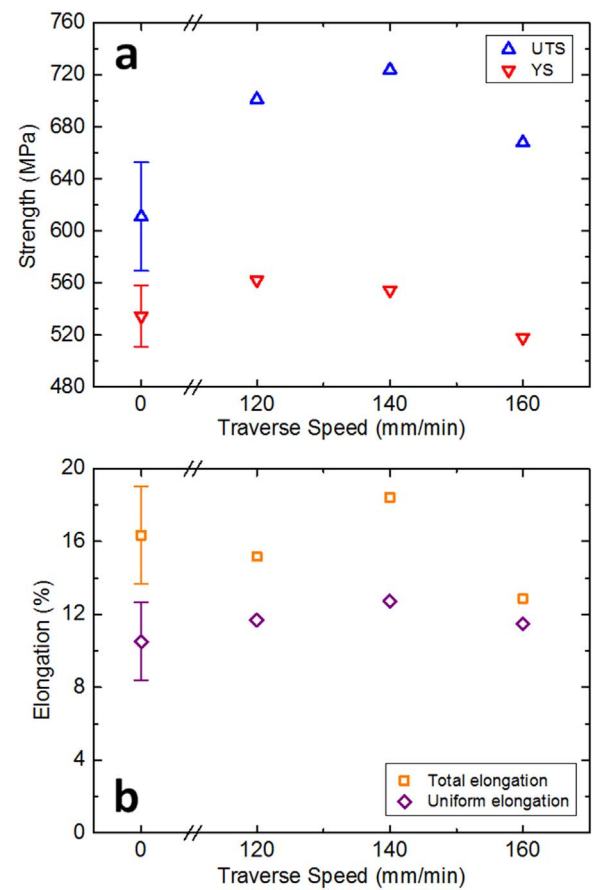 a
UTS
YS
760
720
680
640
600
560
520
480
Strength (MPa)
0 120 140 160
Traverse Speed (mm/min)
20
16
12
8
4
0
Elongation (%)
b
Total elongation
Uniform elongation
0 120 140 160
Traverse Speed (mm/min)